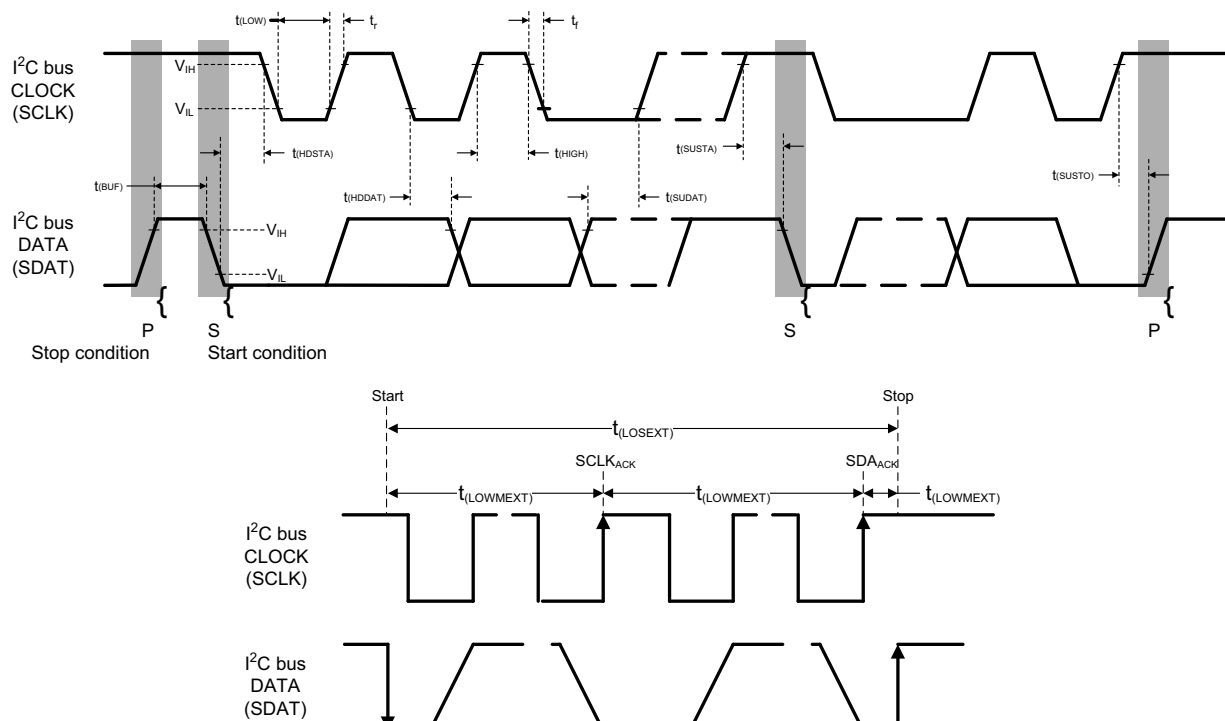 t(LOW)
tr
tf
I2C bus
CLOCK
(SCLK)
VIH
VIL
t(HDSTA)
t(HIGH)
t(SUSTA)
t(SUSTO)
t(BUF)
t(HDDAT)
t(SUDAT)
I2C bus
DATA
(SDAT)
VIH
VIL
{ { { {
P S S P
Stop condition Start condition
Start Stop
t(LOSEXT)
SCLKACK SDAACK
t(LOWMEXT) t(LOWMEXT) t(LOWMEXT)
I2C bus
CLOCK
(SCLK)
I2C bus
DATA
(SDAT)